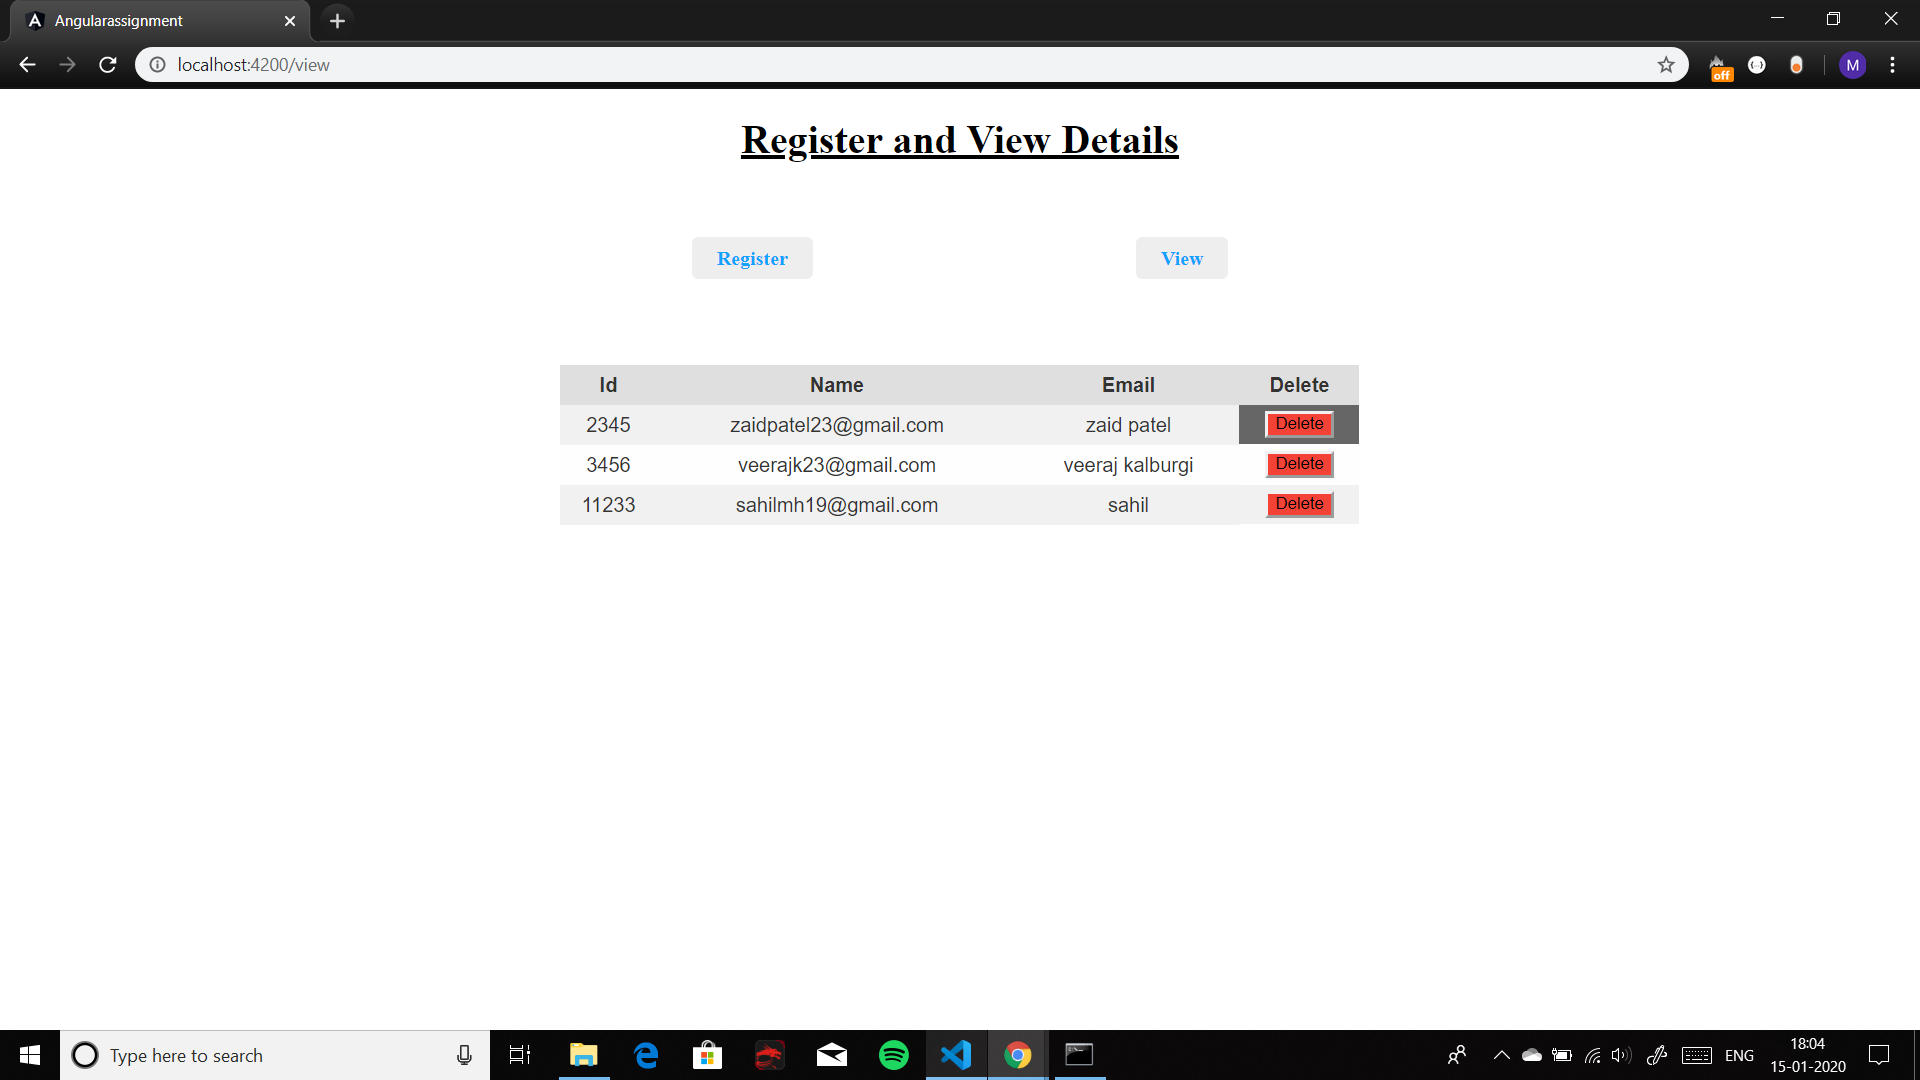 Angularassignment
localhost:4200/view
off
M
Register and View Details
Register View
Id Name Email Delete
2345 zaidpatel23@gmail.com zaid patel Delete
3456 veerajk23@gmail.com veeraj kalburgi Delete
11233 sahilmh19@gmail.com sahil Delete
Type here to search
ENG
18:04
15-01-2020